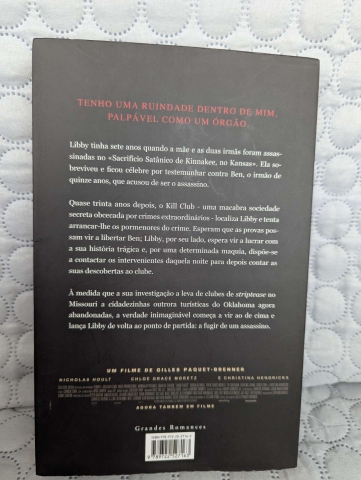 TENHO UMA RUINDADE DENTRO DE MIM,
PALPÁVEL COMO UM ÓRGÃO.
Libby tinha sete anos quando a mãe e as duas irmãs foram assas-
sinadas no «Sacrifício Satânico de Kinnakee, no Kansas». Ela so-
breviveu e ficou célebre por testemunhar contra Ben, o irmão de
quinze anos, que acusou de ser o assassino.
Quase trinta anos depois, o Kill Club - uma macabra sociedade
secreta obcecada por crimes extraordinários - localiza Libby e tenta
arrancar-lhe os pormenores do crime. Esperam que as provas pos-
sam vir a libertar Ben; Libby, por seu lado, espera vir a lucrar com
a sua história trágica e, por uma determinada maquia, dispõe-se
a contactar os intervenientes daquela noite para depois contar as
suas descobertas ao clube.
À medida que a sua investigação a leva de clubes de striptease no
Missouri a cidadezinhas outrora turísticas do Oklahoma agora
abandonadas, a verdade inimaginável começa a vir ao de cima e
lança Libby de volta ao ponto de partida: a fugir de um assassino.
UM FILME DE GILLES PAQUET-BRENNER
NICHOLAS HOULT CHLOE GRACE MORETZ E CHRISTINA HENDRICKS
AGORA TAMBÉM EM FILME
Grandes Romances